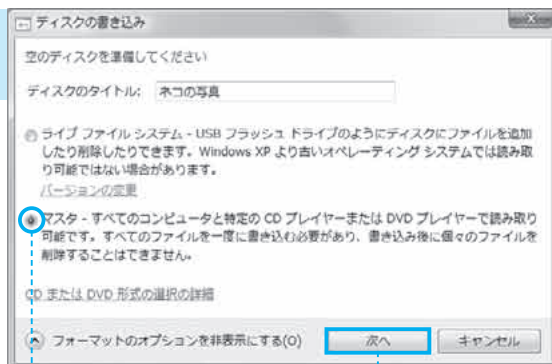 ディスクの書き込み
空のディスクを準備してください
ディスクのタイトル: ネコの写真
ライブ ファイル システム - USB フラッシュ ドライブのようにディスクにファイルを追加
したり削除したりできます。Windows XP より古いオペレーティング システムでは読み取
り可能ではない場合があります。
バージョンの変更
マスタ - すべてのコンピュータと特定の CD プレイヤーまたは DVD プレイヤーで読み取り
可能です。すべてのファイルを一度に書き込む必要があり、書き込み後に個々のファイルを
削除することはできません。
CD または DVD 形式の選択の詳細
フォーマットのオプションを非表示にする(O) 次へ キャンセル